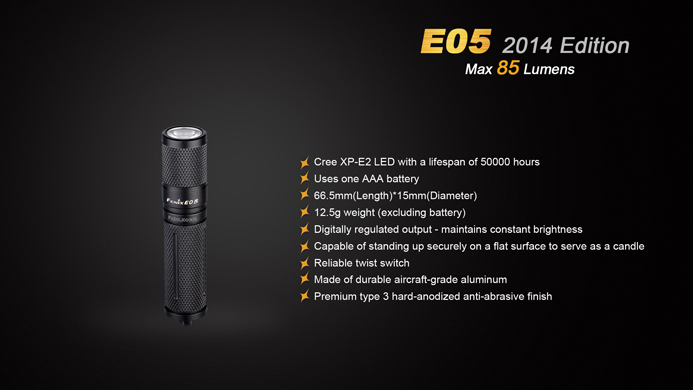 E05 2014 Edition
Max 85 Lumens
Cree XP-E2 LED with a lifespan of 50000 hours
Uses one AAA battery
66.5mm(Length)*15mm(Diameter)
12.5g weight (excluding battery)
Digitally regulated output - maintains constant brightness
Capable of standing up securely on a flat surface to serve as a candle
Reliable twist switch
Made of durable aircraft-grade aluminum
Premium type 3 hard-anodized anti-abrasive finish
Fenix E05